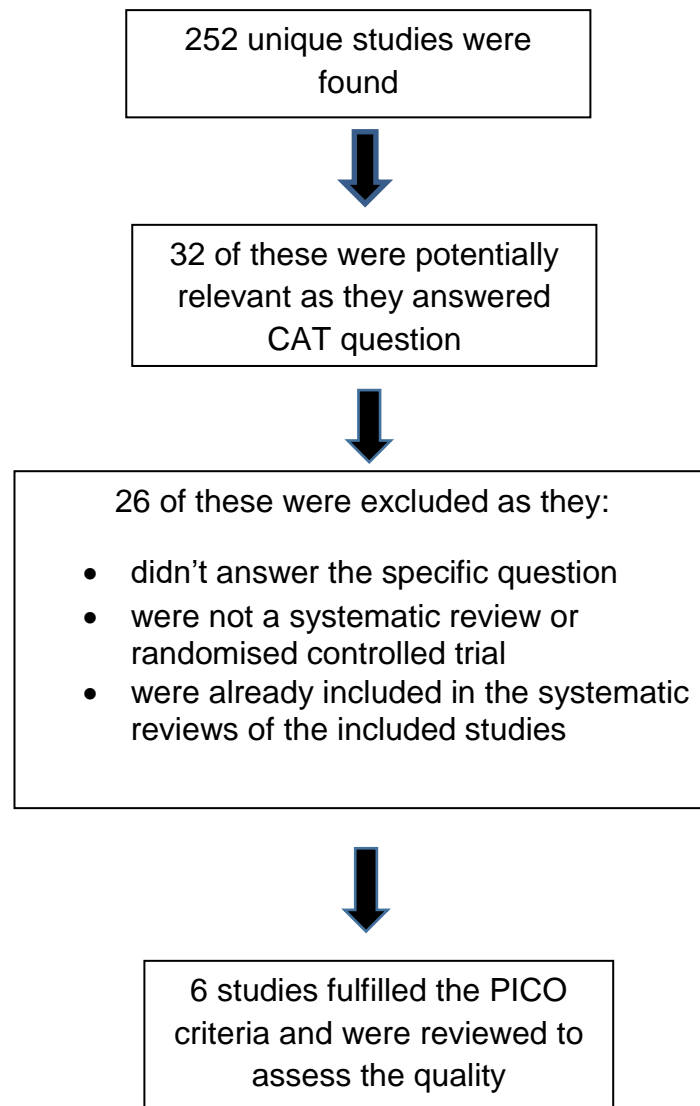 252 unique studies were
found
32 of these were potentially
relevant as they answered
CAT question
26 of these were excluded as they:
• didn’t answer the specific question
• were not a systematic review or
randomised controlled trial
• were already included in the systematic
reviews of the included studies
6 studies fulfilled the PICO
criteria and were reviewed to
assess the quality